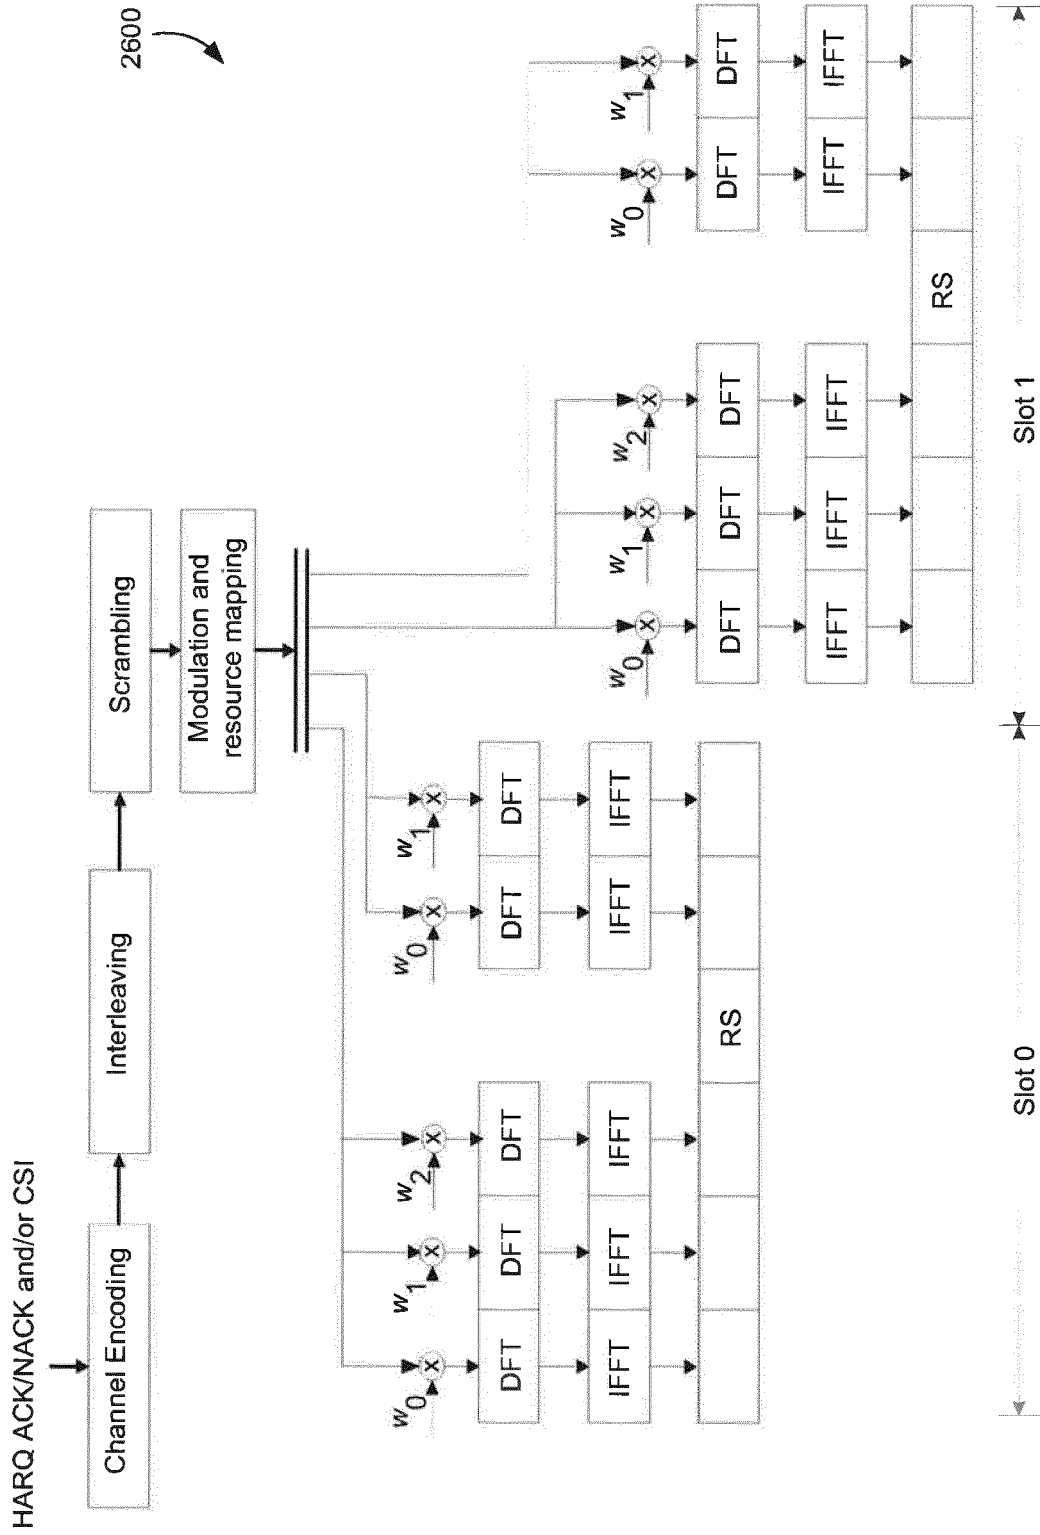 2600
HARQ ACK/NACK and/or CSI
Channel Encoding
Interleaving
Scrambling
Modulation and
resource mapping
w0
w1
w2
w0
w1
DFT
DFT
DFT
DFT
DFT
IFFT
IFFT
IFFT
IFFT
IFFT
RS
w0
w1
w2
w0
w1
DFT
DFT
DFT
DFT
DFT
IFFT
IFFT
IFFT
IFFT
IFFT
RS
Slot 0
Slot 1